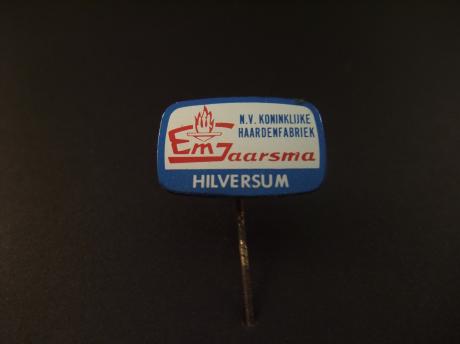 N.V. KONINKLIJKE
HAARDENFABRIEK
Em Jaarsma
HILVERSUM